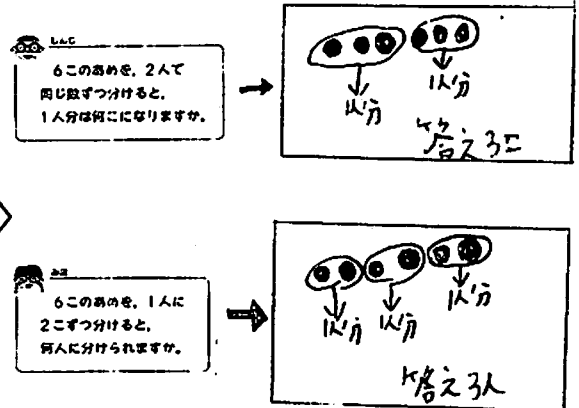 しんじ
6このあめを、2人で
同じ数ずつ分けると、
1人分は何こになりますか。
1人分
1人分
答え3こ
みほ
6このあめを、1人に
2こずつ分けると、
何人に分けられますか。
1人分
1人分
1人分
答え3人